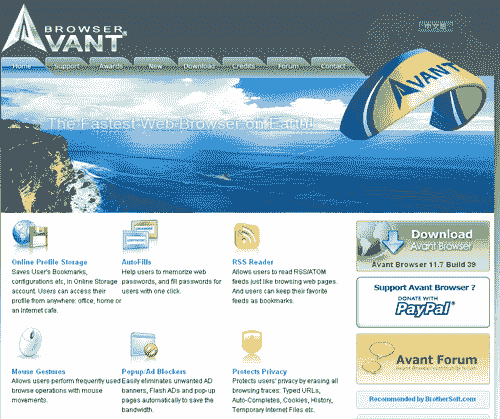 BROWSER
AVANT
Home Support Awards New Download Credits Forum Contact
AVANT
The Fastest Web Browser on Earth!
Online Profile Storage
Saves User's Bookmarks,
configurations etc, in Online Storage
account. Users can access their
profile from anywhere: office, home or
an internet cafe.
AutoFills
Help users to memorize web
passwords, and fill passwords for
users with one click.
RSS Reader
Allows users to read RSS/ATOM
feeds just like browsing web pages.
And users can keep their favorite
feeds as bookmarks.
Download
Avant Browser
Avant Browser 11.7 Build 39
Support Avant Browser ?
DONATE WITH
PayPal
Mouse Gestures
Allows users perform frequently used
browse operations with mouse
movements.
Popup/Ad Blockers
Easily eliminates unwanted AD
banners, Flash ADs and pop-up
pages automatically to save the
bandwidth.
Protects Privacy
Protects users' privacy by erasing all
browsing traces: Typed URLs,
Auto-Completes, Cookies, History,
Temporary Internet Files etc.
Avant Forum
Recommended by BrotherSoft.com